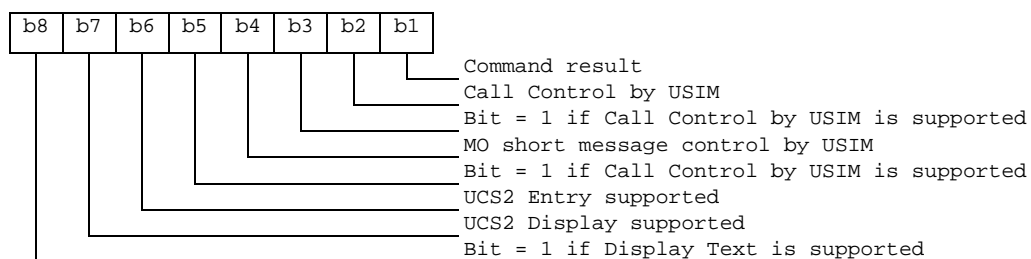 b8 b7 b6 b5 b4 b3 b2 b1
Command result
Call Control by USIM
Bit = 1 if Call Control by USIM is supported
MO short message control by USIM
Bit = 1 if Call Control by USIM is supported
UCS2 Entry supported
UCS2 Display supported
Bit = 1 if Display Text is supported